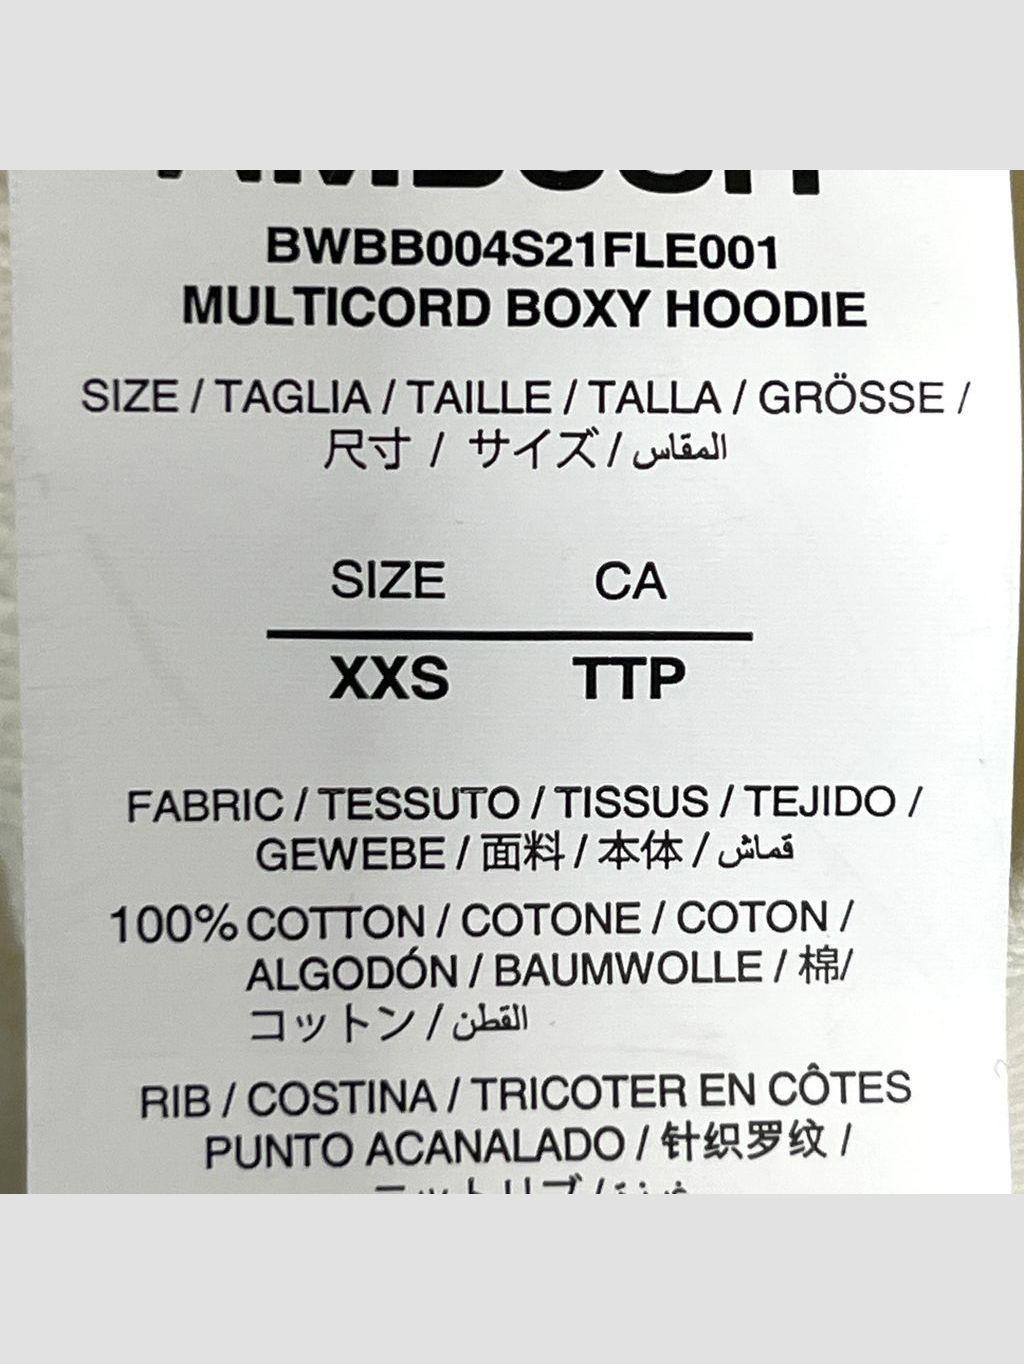 AMBUSH
BWBB004S21FLE001
MULTICORD BOXY HOODIE
SIZE / TAGLIA / TAILLE / TALLA / GRÖSSE /
尺寸 / サイズ / المقاس
SIZE CA
XXS TTP
FABRIC / TESSUTO / TISSUS / TEJIDO /
GEWEBE / 面料 / 本体 / قماش
100% COTTON / COTONE / COTON /
ALGODÓN / BAUMWOLLE / 棉/
コットン / القطن
RIB / COSTINA / TRICOTER EN CÔTES
PUNTO ACANALADO / 针织罗纹 /